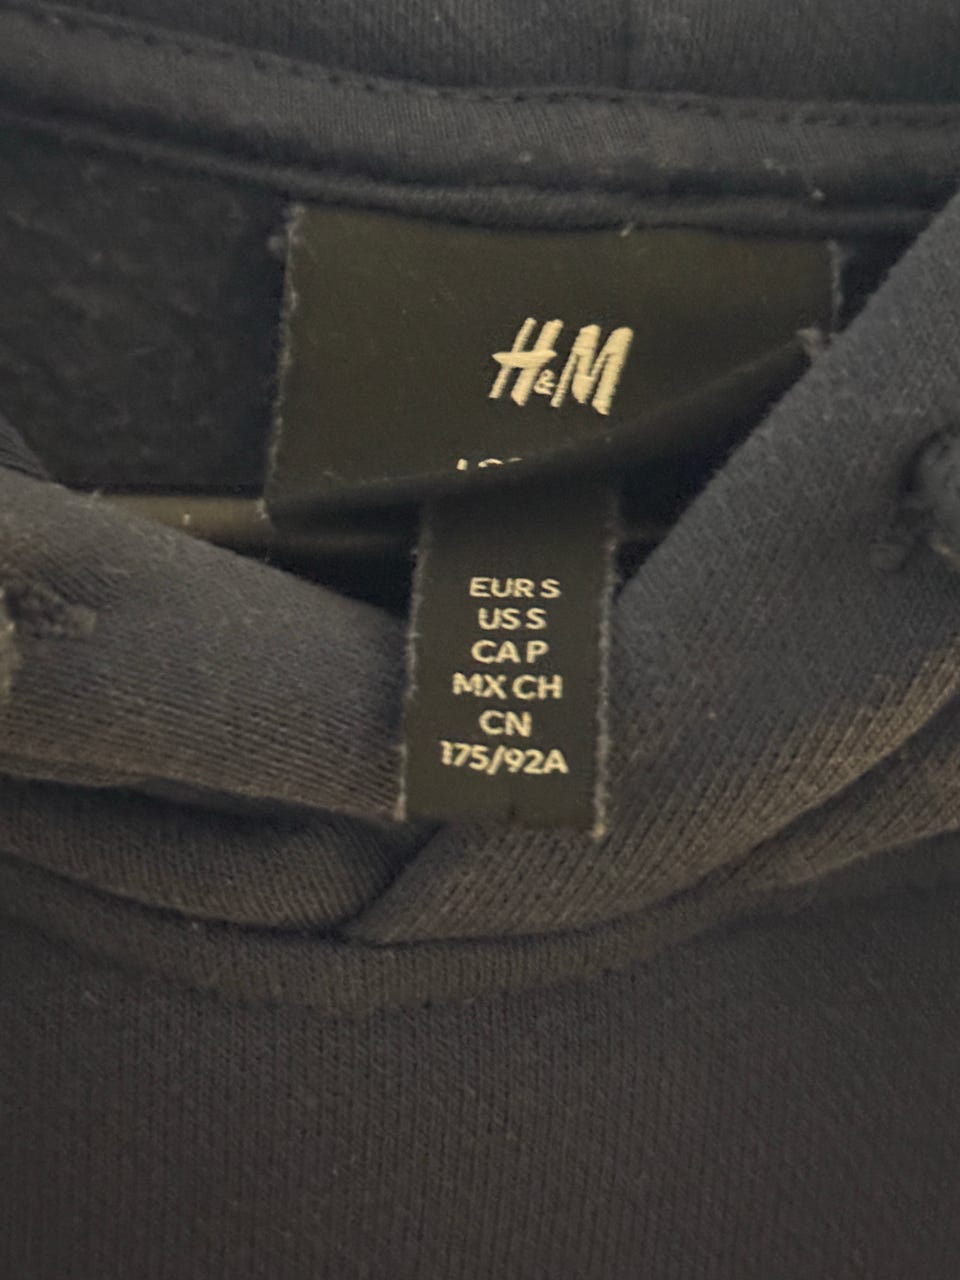 H&M
EUR S
US S
CA P
MX CH
CN
175/92A